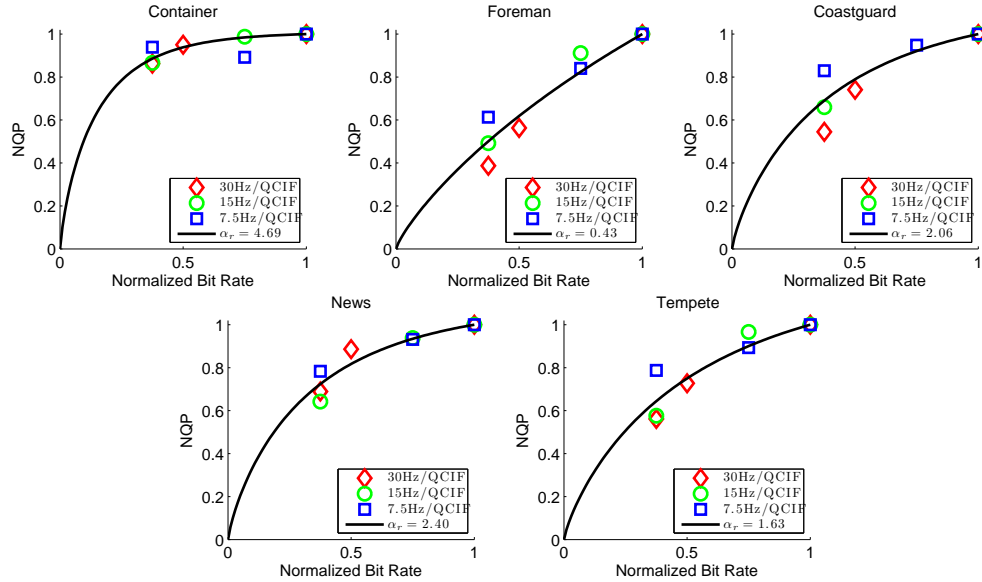 Container
1
0.8
0.6
0.4
0.2
0
NQP
0
0.5
1
Normalized Bit Rate
30Hz/QCIF
15Hz/QCIF
7.5Hz/QCIF
α_r = 4.69
Foreman
1
0.8
0.6
0.4
0.2
0
NQP
0
0.5
1
Normalized Bit Rate
30Hz/QCIF
15Hz/QCIF
7.5Hz/QCIF
α_r = 0.43
Coastguard
1
0.8
0.6
0.4
0.2
0
NQP
0
0.5
1
Normalized Bit Rate
30Hz/QCIF
15Hz/QCIF
7.5Hz/QCIF
α_r = 2.06
News
1
0.8
0.6
0.4
0.2
0
NQP
0
0.5
1
Normalized Bit Rate
30Hz/QCIF
15Hz/QCIF
7.5Hz/QCIF
α_r = 2.40
Tempete
1
0.8
0.6
0.4
0.2
0
NQP
0
0.5
1
Normalized Bit Rate
30Hz/QCIF
15Hz/QCIF
7.5Hz/QCIF
α_r = 1.63